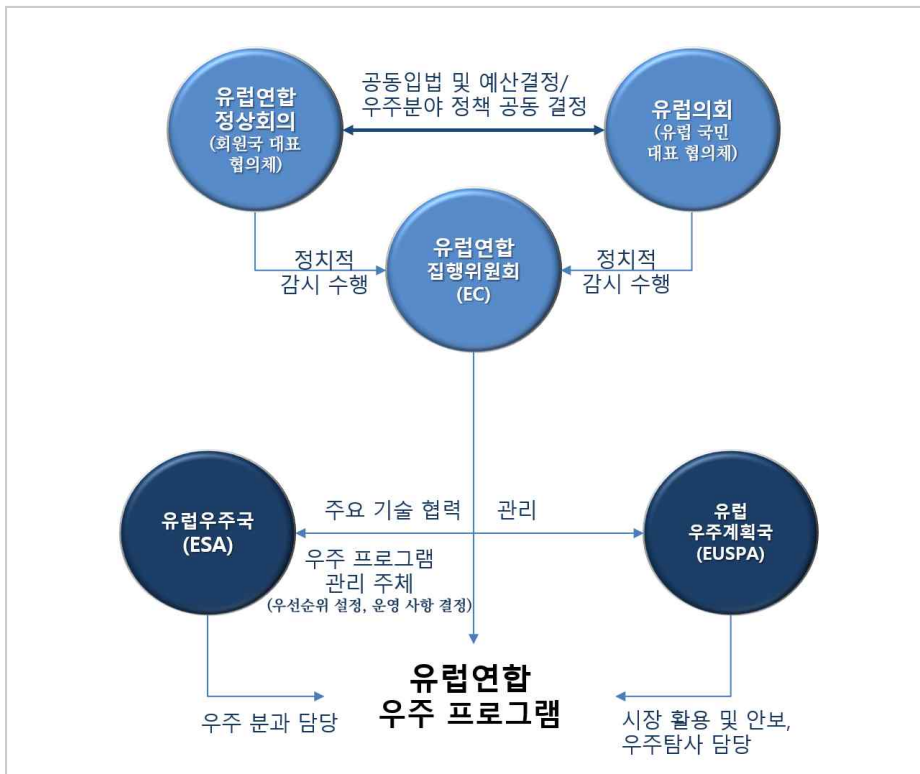 공동입법 및 예산결정/
우주분야 정책 공동 결정
유럽연합
정상회의
(회원국 대표
협의체)
유럽의회
(유럽 국민
대표 협의체)
유럽연합
집행위원회
(EC)
정치적
감시 수행
정치적
감시 수행
유럽우주국
(ESA)
주요 기술 협력
관리
유럽
우주계획국
(EUSPA)
우주 프로그램
관리 주체
(우선순위 설정, 운영 사항 결정)
유럽연합
우주 프로그램
우주 분과 담당
시장 활용 및 안보,
우주탐사 담당